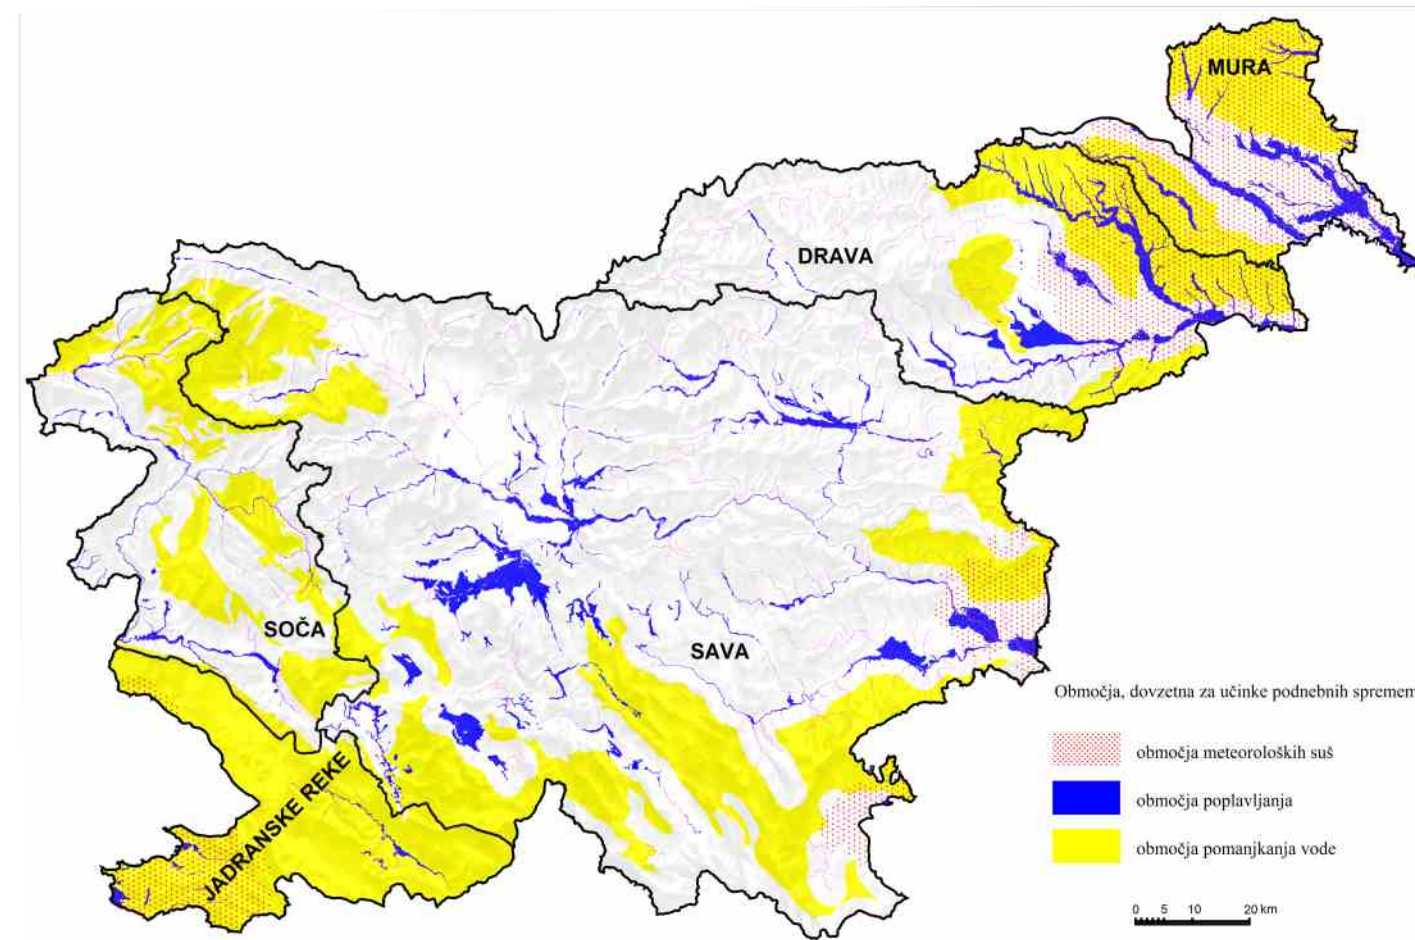 MURA
DRAVA
SOČA
SAVA
JADRANSKE REKE
Območja, dovzetna za učinke podnebnih spremem
območja meteoroloških suš
območja poplavljanja
območja pomanjkanja vode
0 5 10 20 km